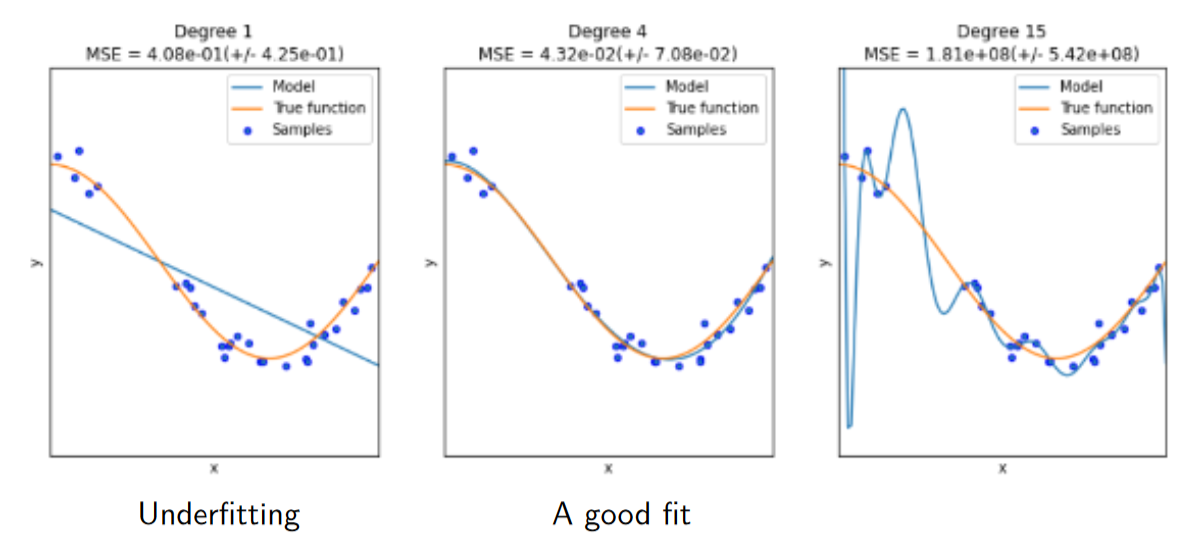 Degree 1
MSE = 4.08e-01(+/- 4.25e-01)
Model
True function
Samples
y
x
Underfitting
Degree 4
MSE = 4.32e-02(+/- 7.08e-02)
Model
True function
Samples
y
x
A good fit
Degree 15
MSE = 1.81e+08(+/- 5.42e+08)
Model
True function
Samples
y
x